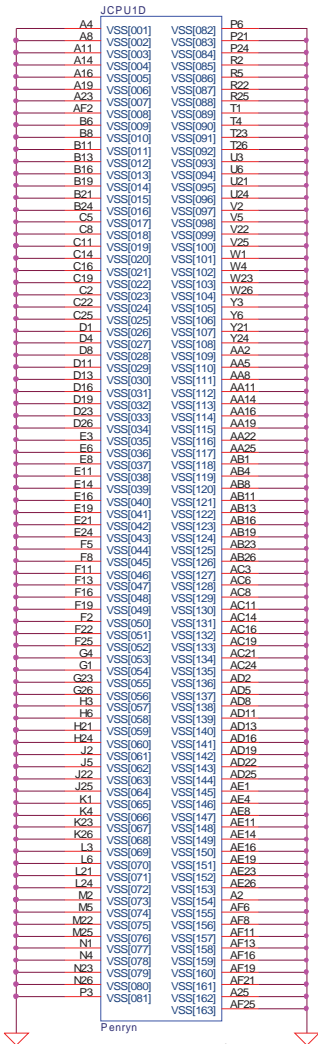 JCPU1D
A4 VSS[001] VSS[082] P6
A8 VSS[002] VSS[083] P21
A11 VSS[003] VSS[084] P24
A14 VSS[004] VSS[085] R2
A16 VSS[005] VSS[086] R5
A19 VSS[006] VSS[087] R22
A23 VSS[007] VSS[088] R25
AF2 VSS[008] VSS[089] T1
B6 VSS[009] VSS[090] T4
B8 VSS[010] VSS[091] T23
B11 VSS[011] VSS[092] T26
B13 VSS[012] VSS[093] U3
B16 VSS[013] VSS[094] U6
B19 VSS[014] VSS[095] U21
B21 VSS[015] VSS[096] U24
B24 VSS[016] VSS[097] V2
C5 VSS[017] VSS[098] V5
C8 VSS[018] VSS[099] V22
C11 VSS[019] VSS[100] V25
C14 VSS[020] VSS[101] W1
C16 VSS[021] VSS[102] W4
C19 VSS[022] VSS[103] W23
C2 VSS[023] VSS[104] W26
C22 VSS[024] VSS[105] Y3
C25 VSS[025] VSS[106] Y6
D1 VSS[026] VSS[107] Y21
D4 VSS[027] VSS[108] Y24
D8 VSS[028] VSS[109] AA2
D11 VSS[029] VSS[110] AA5
D13 VSS[030] VSS[111] AA8
D16 VSS[031] VSS[112] AA11
D19 VSS[032] VSS[113] AA14
D23 VSS[033] VSS[114] AA16
D26 VSS[034] VSS[115] AA19
E3 VSS[035] VSS[116] AA22
E6 VSS[036] VSS[117] AA25
E8 VSS[037] VSS[118] AB1
E11 VSS[038] VSS[119] AB4
E14 VSS[039] VSS[120] AB8
E16 VSS[040] VSS[121] AB11
E19 VSS[041] VSS[122] AB13
E21 VSS[042] VSS[123] AB16
E24 VSS[043] VSS[124] AB19
F5 VSS[044] VSS[125] AB23
F8 VSS[045] VSS[126] AB26
F11 VSS[046] VSS[127] AC3
F13 VSS[047] VSS[128] AC6
F16 VSS[048] VSS[129] AC8
F19 VSS[049] VSS[130] AC11
F2 VSS[050] VSS[131] AC14
F22 VSS[051] VSS[132] AC16
F25 VSS[052] VSS[133] AC19
G4 VSS[053] VSS[134] AC21
G1 VSS[054] VSS[135] AC24
G23 VSS[055] VSS[136] AD2
G26 VSS[056] VSS[137] AD5
H3 VSS[057] VSS[138] AD8
H6 VSS[058] VSS[139] AD11
H21 VSS[059] VSS[140] AD13
H24 VSS[060] VSS[141] AD16
J2 VSS[061] VSS[142] AD19
J5 VSS[062] VSS[143] AD22
J22 VSS[063] VSS[144] AD25
J25 VSS[064] VSS[145] AE1
K1 VSS[065] VSS[146] AE4
K4 VSS[066] VSS[147] AE8
K23 VSS[067] VSS[148] AE11
K26 VSS[068] VSS[149] AE14
L3 VSS[069] VSS[150] AE16
L6 VSS[070] VSS[151] AE19
L21 VSS[071] VSS[152] AE23
L24 VSS[072] VSS[153] AE26
M2 VSS[073] VSS[154] A2
M5 VSS[074] VSS[155] AF6
M22 VSS[075] VSS[156] AF8
M25 VSS[076] VSS[157] AF11
N1 VSS[077] VSS[158] AF13
N4 VSS[078] VSS[159] AF16
N23 VSS[079] VSS[160] AF19
N26 VSS[080] VSS[161] AF21
P3 VSS[081] VSS[162] A25
VSS[163] AF25
Penryn